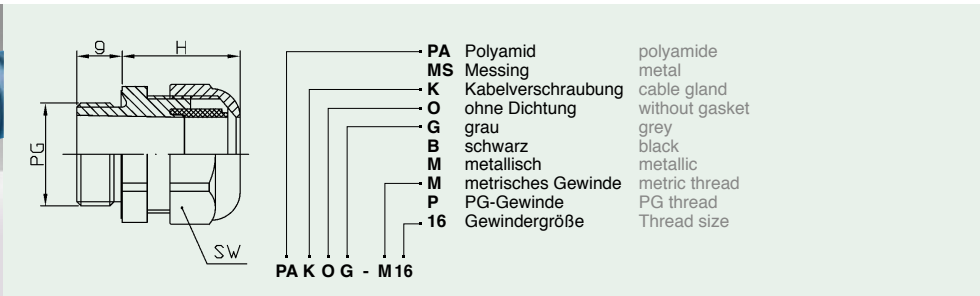 g H
PG
SW
PA Polyamid polyamide
MS Messing metal
K Kabelverschraubung cable gland
O ohne Dichtung without gasket
G grau grey
B schwarz black
M metallisch metallic
M metrisches Gewinde metric thread
P PG-Gewinde PG thread
16 Gewindergröße Thread size
PA K O G - M 16